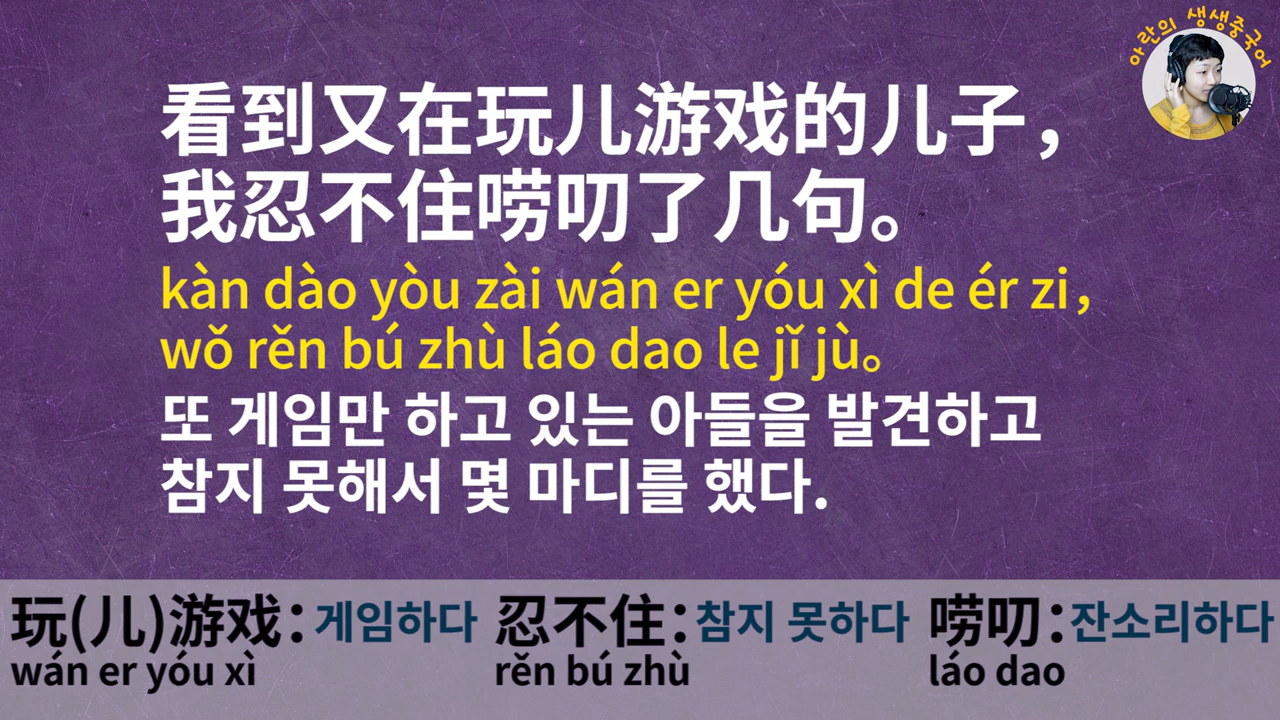 아란의 생생중국어
看到又在玩儿游戏的儿子，
我忍不住唠叨了几句。
kàn dào yòu zài wán er yóu xì de ér zi，
wǒ rěn bú zhù láo dao le jǐ jù。
또 게임만 하고 있는 아들을 발견하고
참지 못해서 몇 마디를 했다.
玩(儿)游戏：게임하다 忍不住：참지 못하다 唠叨：잔소리하다
wán er yóu xì rěn bú zhù láo dao